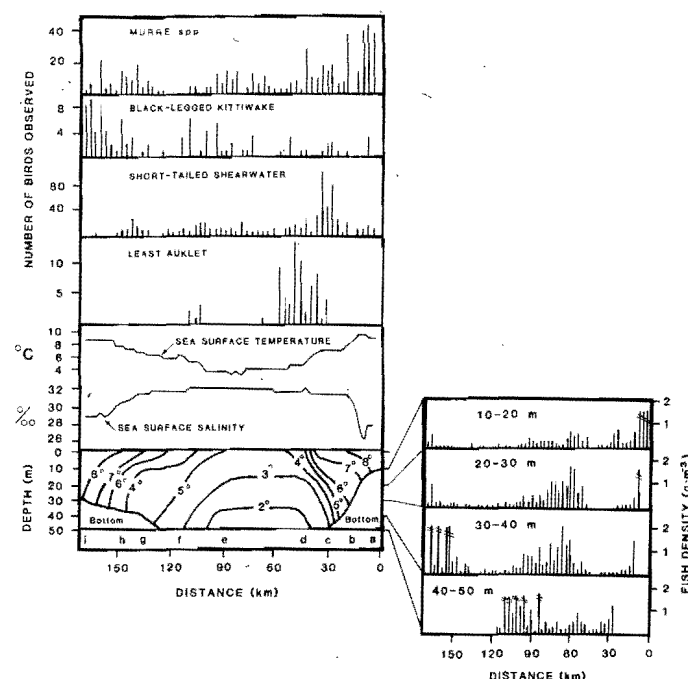 NUMBER OF BIRDS OBSERVED
40
20
MURRE spp
8
4
BLACK-LEGGED KITTIWAKE
80
40
SHORT-TAILED SHEARWATER
10
5
LEAST AUKLET
°C
10
8
6
4
SEA SURFACE TEMPERATURE
‰
32
30
28
26
SEA SURFACE SALINITY
DEPTH (m)
0
10
20
30
40
50
8° 7° 6° 4° 5° 3° 2° 4° 7° 8° 6° 5° 4°
Bottom
Bottom
i h g f e d c b a
150 120 90 60 30 0
DISTANCE (km)
10-20 m
2
1
20-30 m
2
1
30-40 m
2
1
40-50 m
2
1
FISH DENSITY (g·m³)
150 120 90 60 30 0
DISTANCE (km)